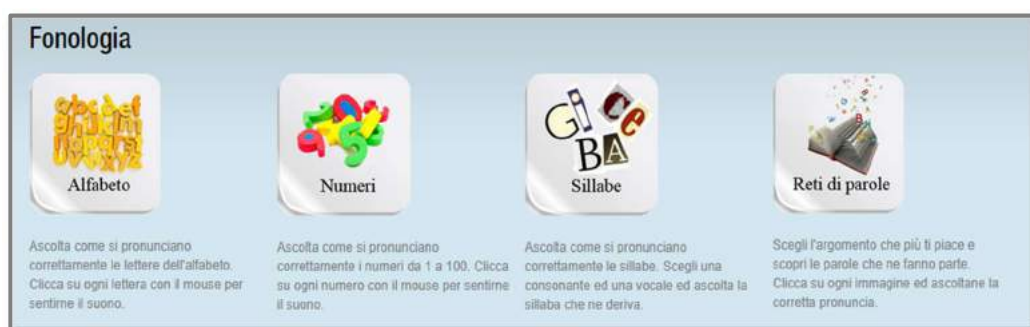 Fonologia
Alfabeto
Ascolta come si pronunciano
correttamente le lettere dell'alfabeto.
Clicca su ogni lettera con il mouse per
sentirne il suono.
Numeri
Ascolta come si pronunciano
correttamente i numeri da 1 a 100. Clicca
su ogni numero con il mouse per sentirne
il suono.
GI CE
BA
Sillabe
Ascolta come si pronunciano
correttamente le sillabe. Scegli una
consonante ed una vocale ed ascolta la
sillaba che ne deriva.
Reti di parole
Scegli l'argomento che più ti piace e
scopri le parole che ne fanno parte.
Clicca su ogni immagine ed ascoltane la
corretta pronuncia.